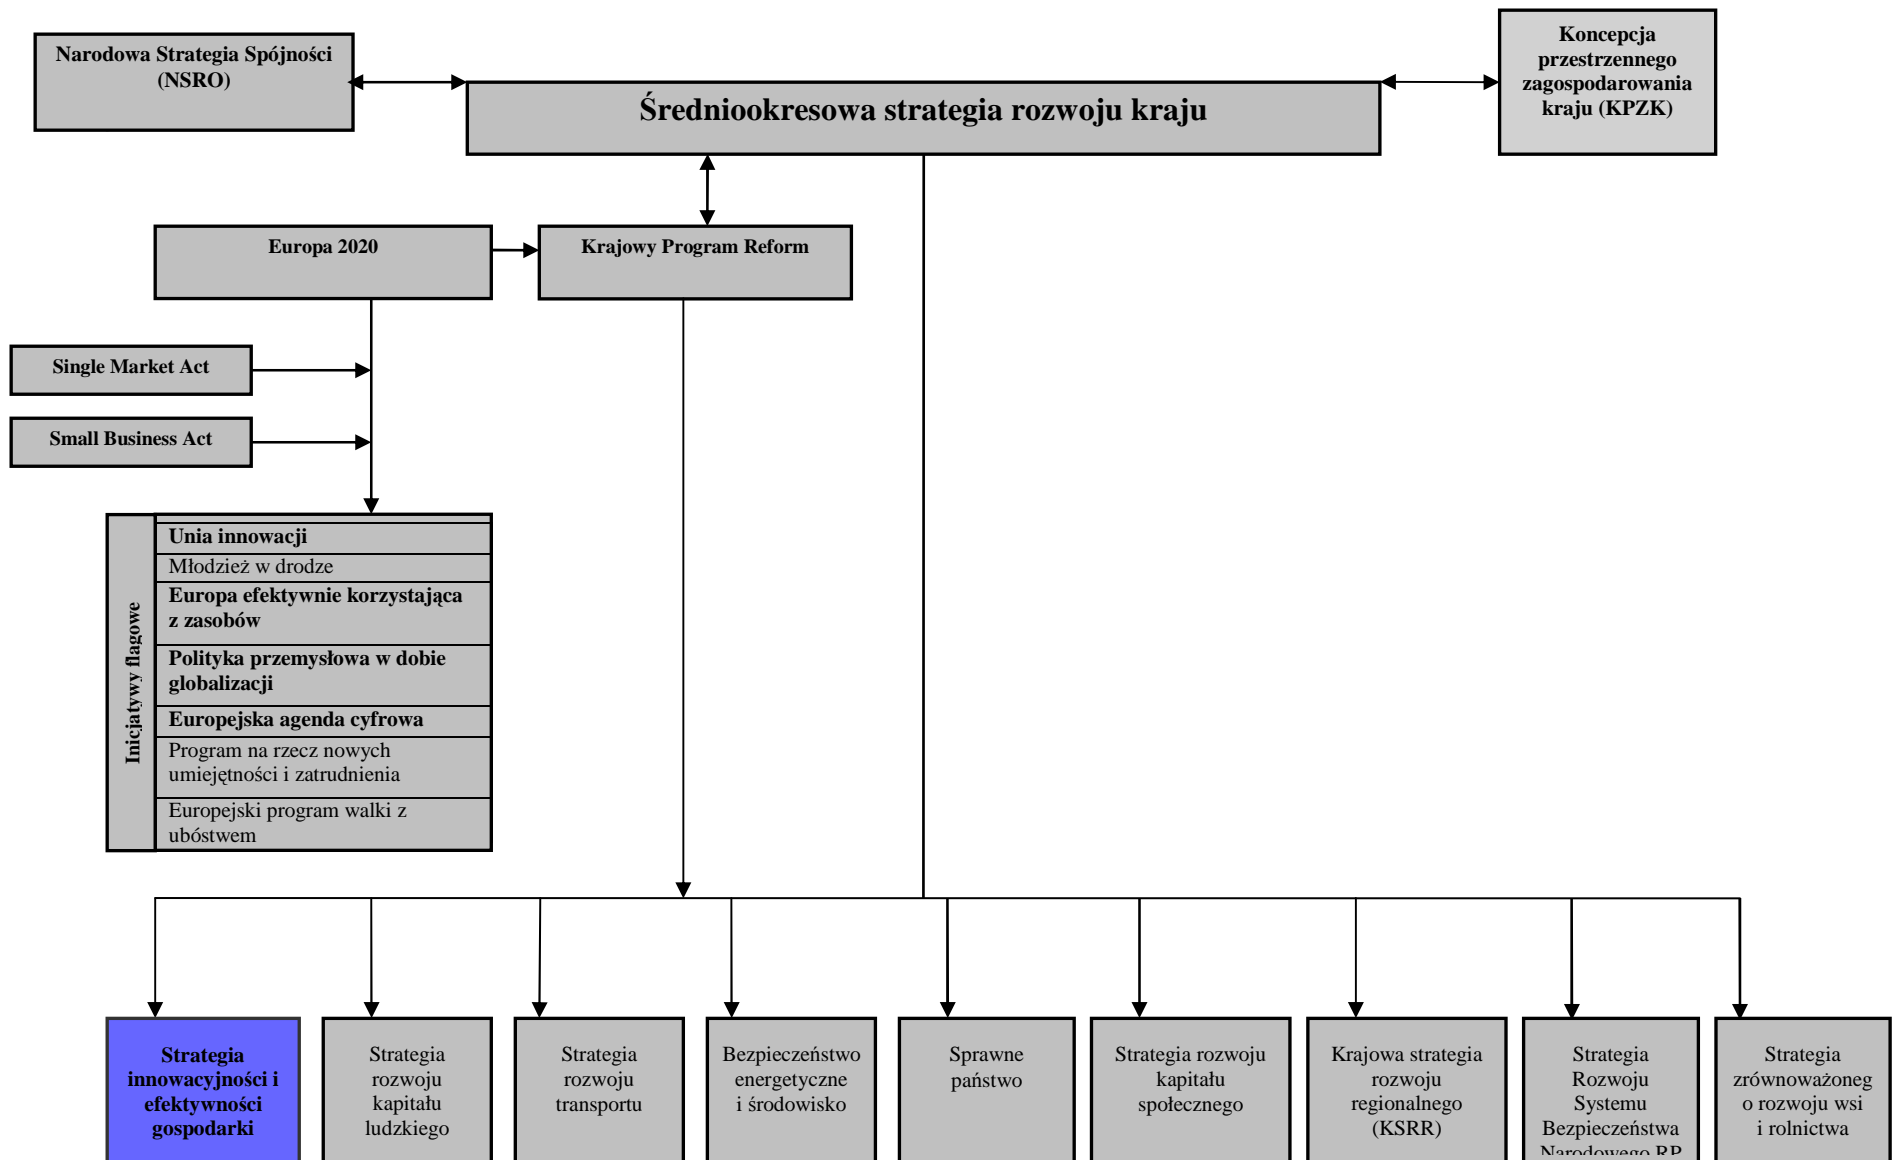 Narodowa Strategia Spójności
(NSRO)
Koncepcja
przestrzennego
zagospodarowania
kraju (KPZK)
Średniookresowa strategia rozwoju kraju
Europa 2020
Krajowy Program Reform
Single Market Act
Small Business Act
Inicjatywy flagowe
Unia innowacji
Młodzież w drodze
Europa efektywnie korzystająca
z zasobów
Polityka przemysłowa w dobie
globalizacji
Europejska agenda cyfrowa
Program na rzecz nowych
umiejętności i zatrudnienia
Europejski program walki z
ubóstwem
Strategia
innowacyjności i
efektywności
gospodarki
Strategia
rozwoju
kapitału
ludzkiego
Strategia
rozwoju
transportu
Bezpieczeństwo
energetyczne
i środowisko
Sprawne
państwo
Strategia rozwoju
kapitału
społecznego
Krajowa strategia
rozwoju
regionalnego
(KSRR)
Strategia
Rozwoju
Systemu
Bezpieczeństwa
Narodowego RP
Strategia
zrównoważoneg
o rozwoju wsi
i rolnictwa